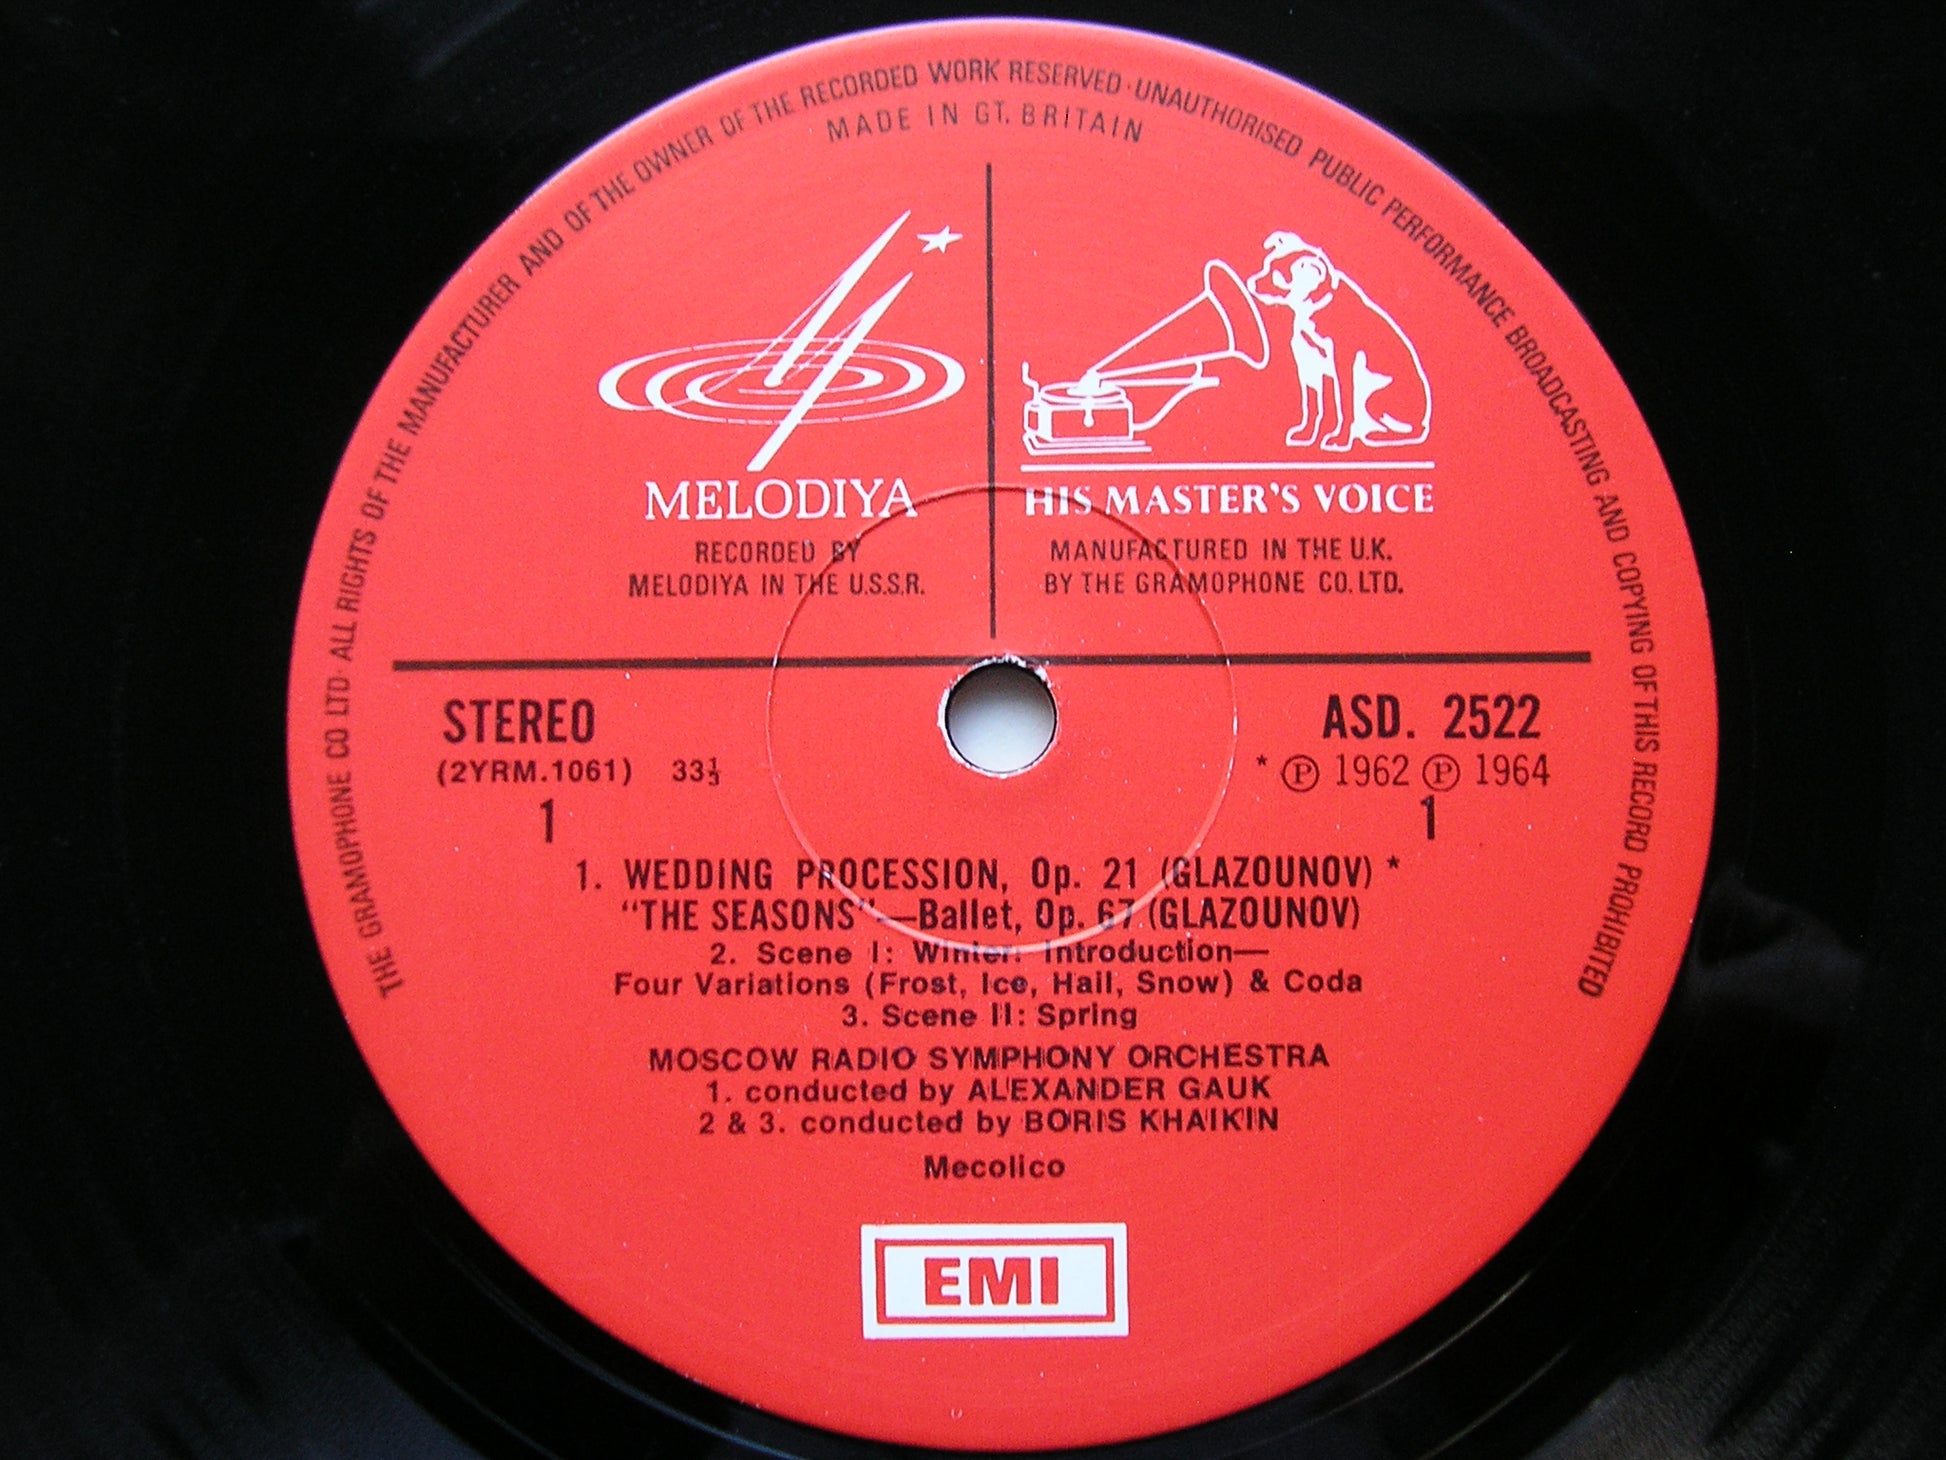 THE GRAMOPHONE CO LTD · ALL RIGHTS OF THE MANUFACTURER AND OF THE OWNER OF THE RECORDED WORK RESERVED · UNAUTHORISED PUBLIC PERFORMANCE BROADCASTING AND COPYING OF THIS RECORD PROHIBITED
MADE IN GT. BRITAIN
MELODIYA
RECORDED BY
MELODIYA IN THE U.S.S.R.
HIS MASTER'S VOICE
MANUFACTURED IN THE U.K.
BY THE GRAMOPHONE CO. LTD.
STEREO
(2YRM.1061) 33⅓
1
ASD. 2522
* ℗ 1962 ℗ 1964
1
1. WEDDING PROCESSION, Op. 21 (GLAZOUNOV) *
"THE SEASONS"—Ballet, Op. 67 (GLAZOUNOV)
2. Scene I: Winter: Introduction—
Four Variations (Frost, Ice, Hail, Snow) & Coda
3. Scene II: Spring
MOSCOW RADIO SYMPHONY ORCHESTRA
1. conducted by ALEXANDER GAUK
2 & 3. conducted by BORIS KHAIKIN
Mecolico
EMI